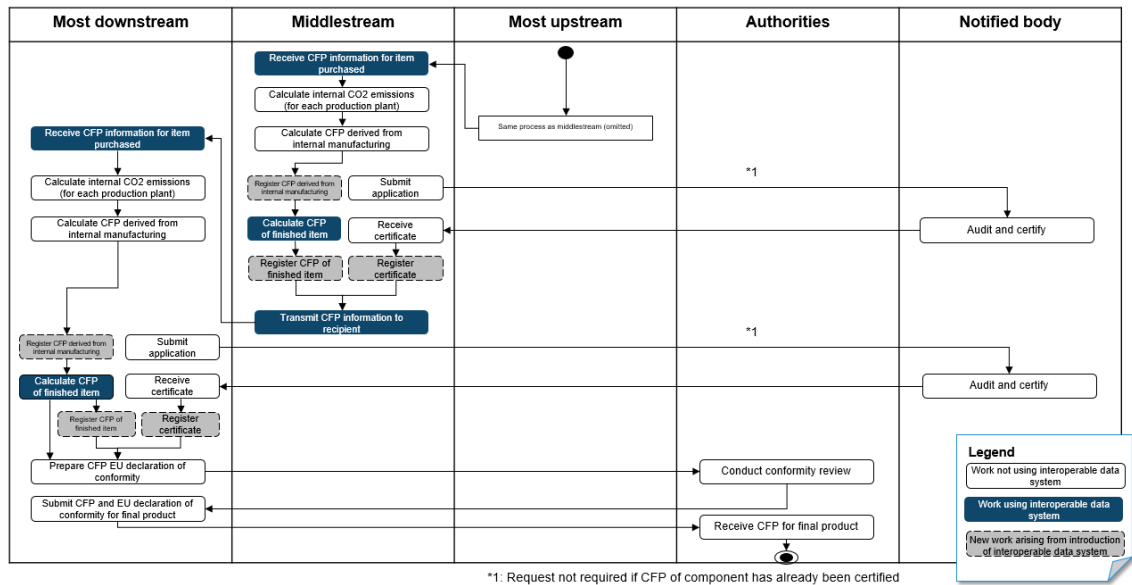 Most downstream
Middlestream
Most upstream
Authorities
Notified body
Receive CFP information for item
purchased
Calculate internal CO2 emissions
(for each production plant)
Same process as middlestream (omitted)
Calculate CFP derived from
internal manufacturing
Receive CFP information for item
purchased
Calculate internal CO2 emissions
(for each production plant)
Register CFP derived from
internal manufacturing
Submit
application
*1
Calculate CFP derived from
internal manufacturing
Calculate CFP
of finished item
Receive
certificate
Audit and certify
Register CFP of
finished item
Register
certificate
Transmit CFP information to
recipient
Register CFP derived from
internal manufacturing
Submit
application
*1
Calculate CFP
of finished item
Receive
certificate
Audit and certify
Register CFP of
finished item
Register
certificate
Prepare CFP EU declaration of
conformity
Conduct conformity review
Submit CFP and EU declaration of
conformity for final product
Receive CFP for final product
Legend
Work not using interoperable data
system
Work using interoperable data
system
New work arising from introduction
of interoperable data system
*1: Request not required if CFP of component has already been certified